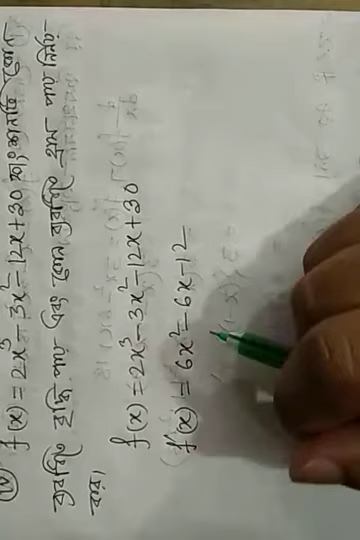 (iv) f(x) = 2x³ - 3x² - 12x + 30 ফাংশনটি কোন
ব্যবধিতে বৃদ্ধি পায় এবং কোন ব্যবধিতে হ্রাস পায় নির্ণয়
কর।
f(x) = 2x³ - 3x² - 12x + 30
f'(x) = 6x² - 6x - 12